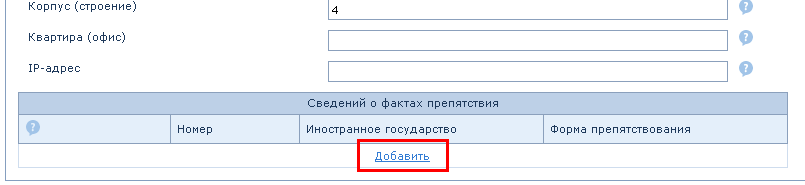 Корпус (строение) 4 ?
Квартира (офис) ?
IP-адрес ?
Сведений о фактах препятствия
? Номер Иностранное государство Форма препятствования
Добавить